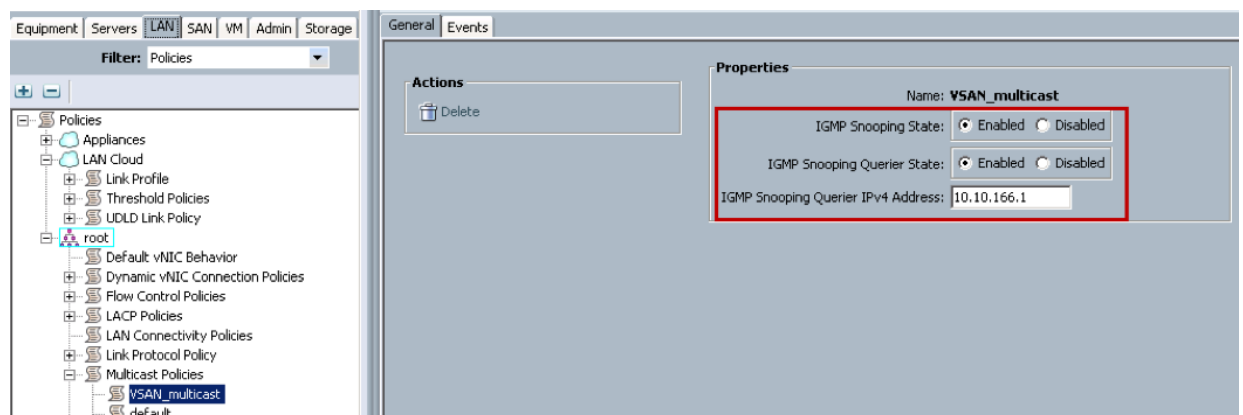 Equipment Servers LAN SAN VM Admin Storage
Filter: Policies
Policies
Appliances
LAN Cloud
Link Profile
Threshold Policies
UDLD Link Policy
root
Default vNIC Behavior
Dynamic vNIC Connection Policies
Flow Control Policies
LACP Policies
LAN Connectivity Policies
Link Protocol Policy
Multicast Policies
VSAN_multicast
default
General Events
Actions
Delete
Properties
Name: VSAN_multicast
IGMP Snooping State: Enabled Disabled
IGMP Snooping Querier State: Enabled Disabled
IGMP Snooping Querier IPv4 Address: 10.10.166.1